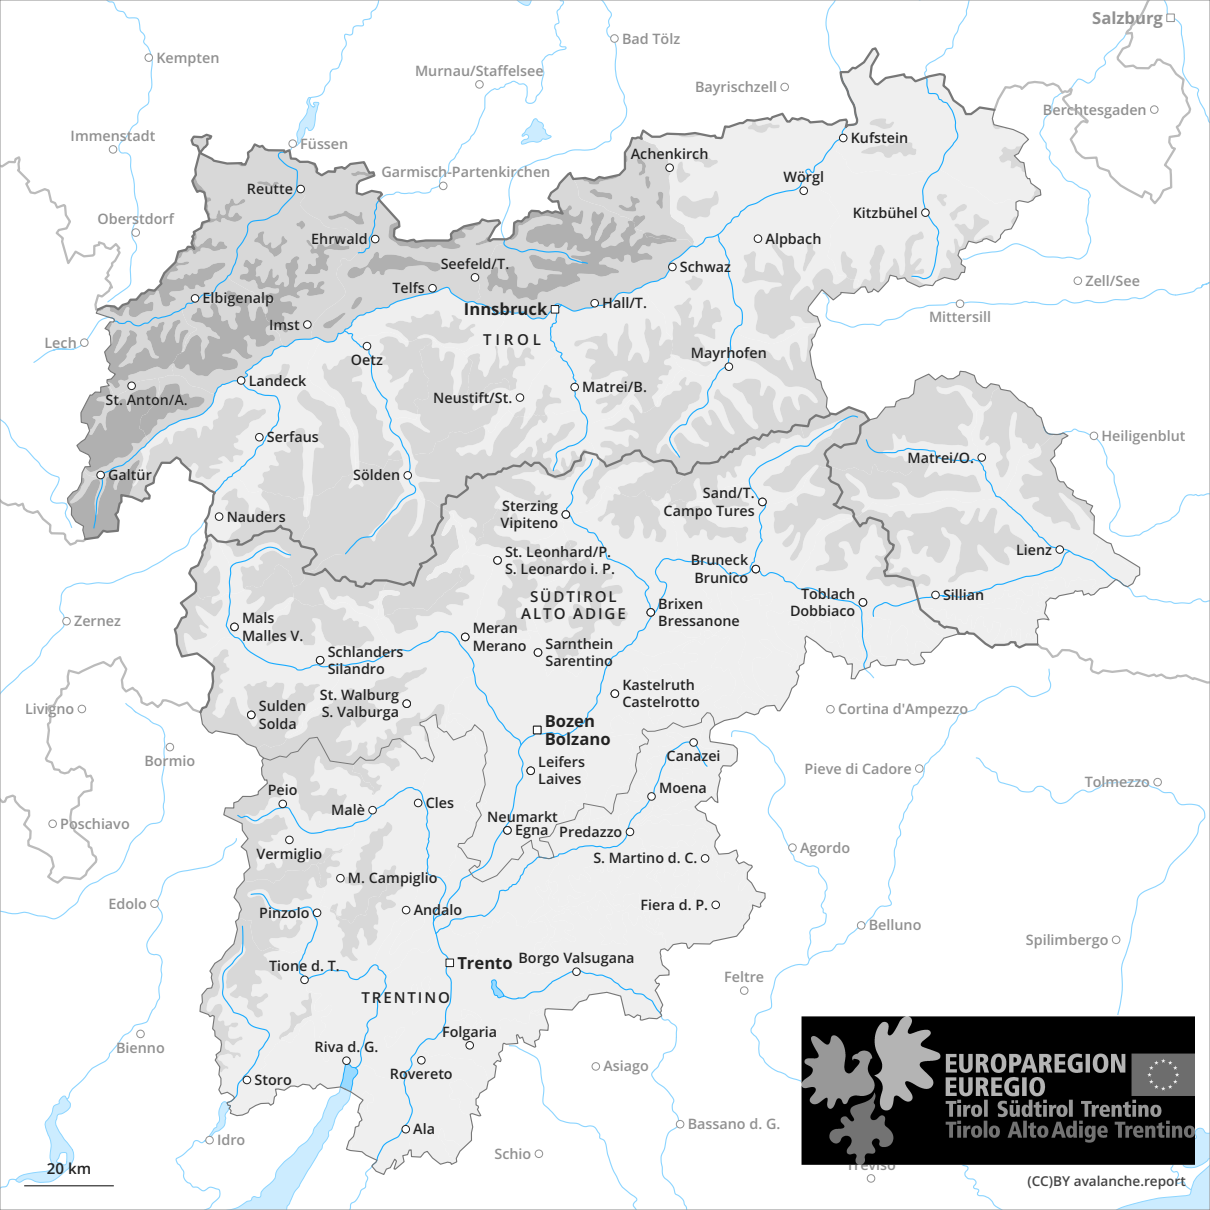 Salzburg
Bad Tölz
Kempten
Murnau/Staffelsee
Bayrischzell
Berchtesgaden
Immenstadt
Füssen
Kufstein
Achenkirch
Garmisch-Partenkirchen
Wörgl
Reutte
Oberstdorf
Kitzbühel
Ehrwald
Alpbach
Seefeld/T.
Schwaz
Zell/See
Telfs
Elbigenalp
Hall/T.
Innsbruck
Mittersill
Imst
TIROL
Lech
Mayrhofen
Oetz
Landeck
Matrei/B.
St. Anton/A.
Neustift/St.
Serfaus
Heiligenblut
Matrei/O.
Galtür
Sölden
Sand/T.
Campo Tures
Sterzing
Vipiteno
Nauders
St. Leonhard/P.
S. Leonardo i. P.
Lienz
Bruneck
Brunico
SÜDTIROL
ALTO ADIGE
Toblach
Dobbiaco
Sillian
Brixen
Bressanone
Zernez
Mals
Malles V.
Meran
Merano
Sarnthein
Sarentino
Schlanders
Silandro
Kastelruth
Castelrotto
St. Walburg
S. Valburga
Sulden
Solda
Livigno
Cortina d'Ampezzo
Bozen
Bolzano
Bormio
Canazei
Leifers
Laives
Pieve di Cadore
Tolmezzo
Peio
Moena
Malè
Cles
Neumarkt
Egna
Poschiavo
Predazzo
Vermiglio
S. Martino d. C.
Agordo
M. Campiglio
Edolo
Pinzolo
Andalo
Fiera d. P.
Belluno
Spilimbergo
Trento
Borgo Valsugana
Tione d. T.
Feltre
TRENTINO
Folgaria
Bienno
Riva d. G.
Rovereto
Asiago
Storo
EUROPAREGION
EUREGIO
Tirol Südtirol Trentino
Tirolo Alto Adige Trentino
Ala
Bassano d. G.
Idro
Schio
Treviso
20 km
(CC)BY avalanche.report